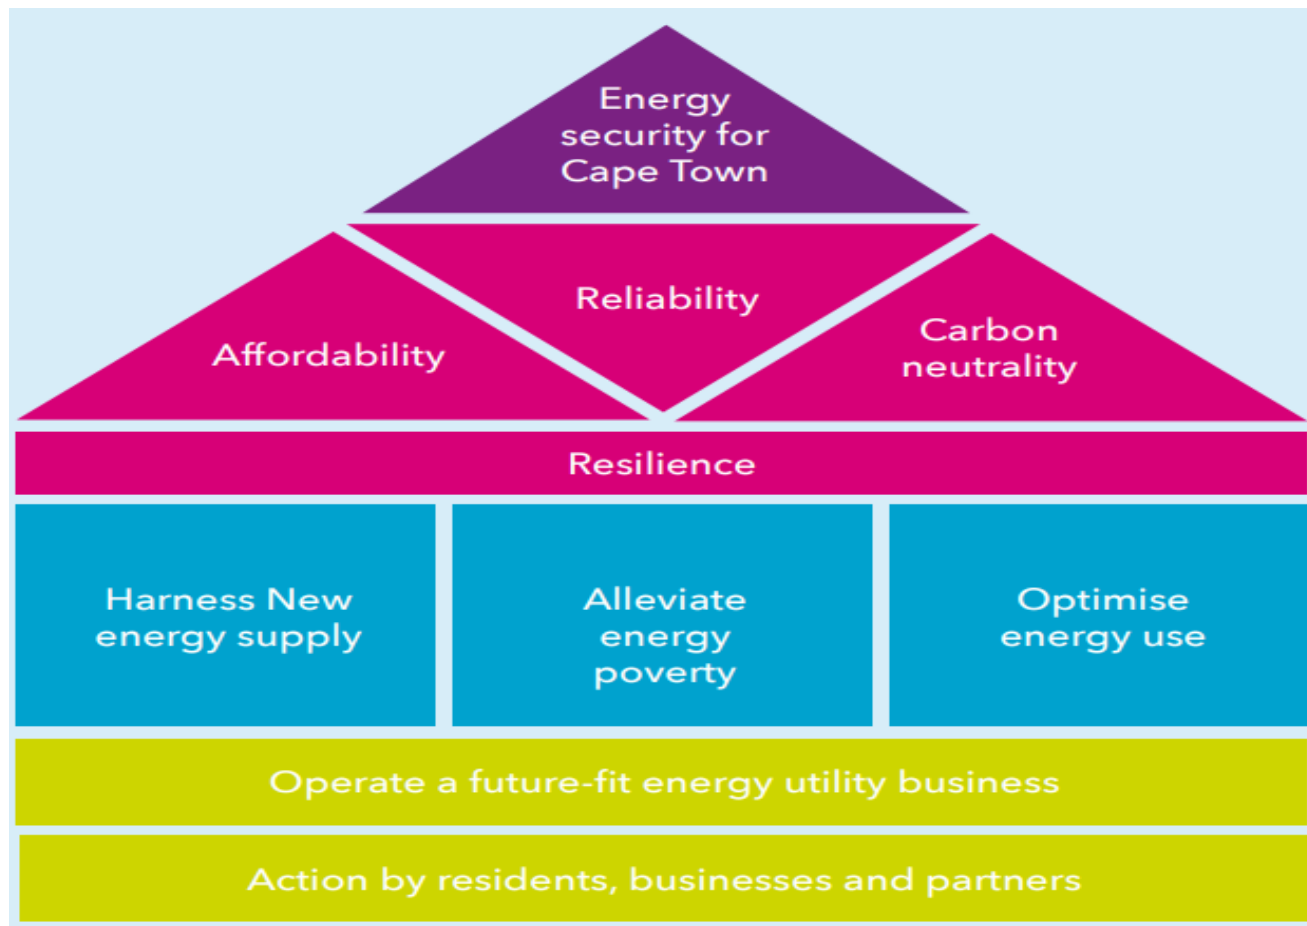 Energy
security for
Cape Town
Reliability
Affordability
Carbon
neutrality
Resilience
Harness New
energy supply
Alleviate
energy
poverty
Optimise
energy use
Operate a future-fit energy utility business
Action by residents, businesses and partners